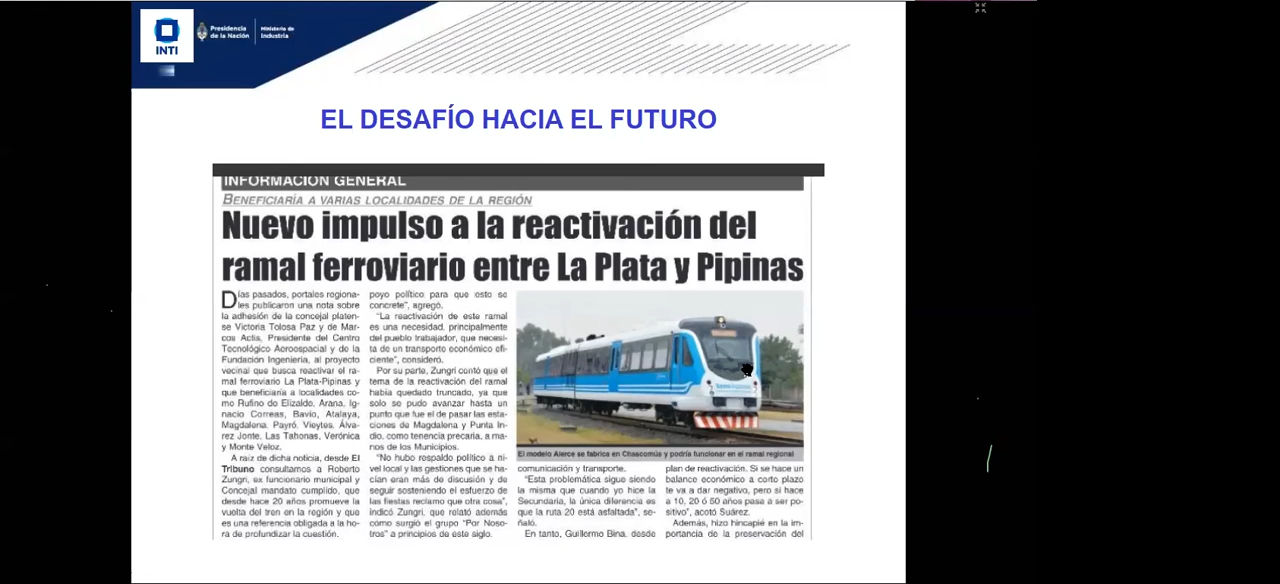 INTI
Presidencia
de la Nación
Ministerio de
Industria
EL DESAFÍO HACIA EL FUTURO
INFORMACIÓN GENERAL
BENEFICIARÍA A VARIAS LOCALIDADES DE LA REGIÓN
Nuevo impulso a la reactivación del
ramal ferroviario entre La Plata y Pipinas
Días pasados, portales regiona-
les publicaron una nota sobre
la adhesión de la concejal platen-
se Victoria Tolosa Paz y de Mar-
cos Actis, Presidente del Centro
Tecnológico Aeroespacial y de la
Fundación Ingeniería, al proyecto
vecinal que busca reactivar el ra-
mal ferroviario La Plata-Pipinas y
que beneficiaría a localidades co-
mo Rufino de Elizaldo, Arana, Ig-
nacio Correas, Bavio, Atalaya,
Magdalena, Payró, Vieytes, Álva-
rez Jonte, Las Tahonas, Verónica
y Monte Veloz.
A raíz de dicha noticia, desde El
Tribuno consultamos a Roberto
Zungri, ex funcionario municipal y
Concejal mandato cumplido, que
desde hace 20 años promueve la
vuelta del tren en la región y que
es una referencia obligada a la ho-
ra de profundizar la cuestión.
poyo político para que esto se
concrete", agregó.
"La reactivación de este ramal
es una necesidad, principalmente
del pueblo trabajador, que necesi-
ta de un transporte económico efi-
ciente", consideró.
Por su parte, Zungri contó que el
tema de la reactivación del ramal
había quedado truncado, ya que
solo se pudo avanzar hasta un
punto que fue el de pasar las esta-
ciones de Magdalena y Punta In-
dio, como tenencia precaria, a ma-
nos de los Municipios.
"No hubo respaldo político a ni-
vel local y las gestiones que se ha-
cían eran más de discusión y de
seguir sosteniendo el esfuerzo de
las fiestas reclamo que otra cosa",
indicó Zungri, que relató además
cómo surgió el grupo "Por Noso-
tros" a principios de este siglo.
El modelo Alerce se fabrica en Chascomús y podría funcionar en el ramal regional
comunicación y transporte.
"Esta problemática sigue siendo
la misma que cuando yo hice la
Secundaria, la única diferencia es
que la ruta 20 está asfaltada", se-
ñaló.
En tanto, Guillermo Bina, desde
plan de reactivación. Si se hace un
balance económico a corto plazo
te va a dar negativo, pero si hace
a 10, 20 ó 50 años pasa a ser po-
sitivo", acotó Suárez.
Además, hizo hincapié en la im-
portancia de la preservación del